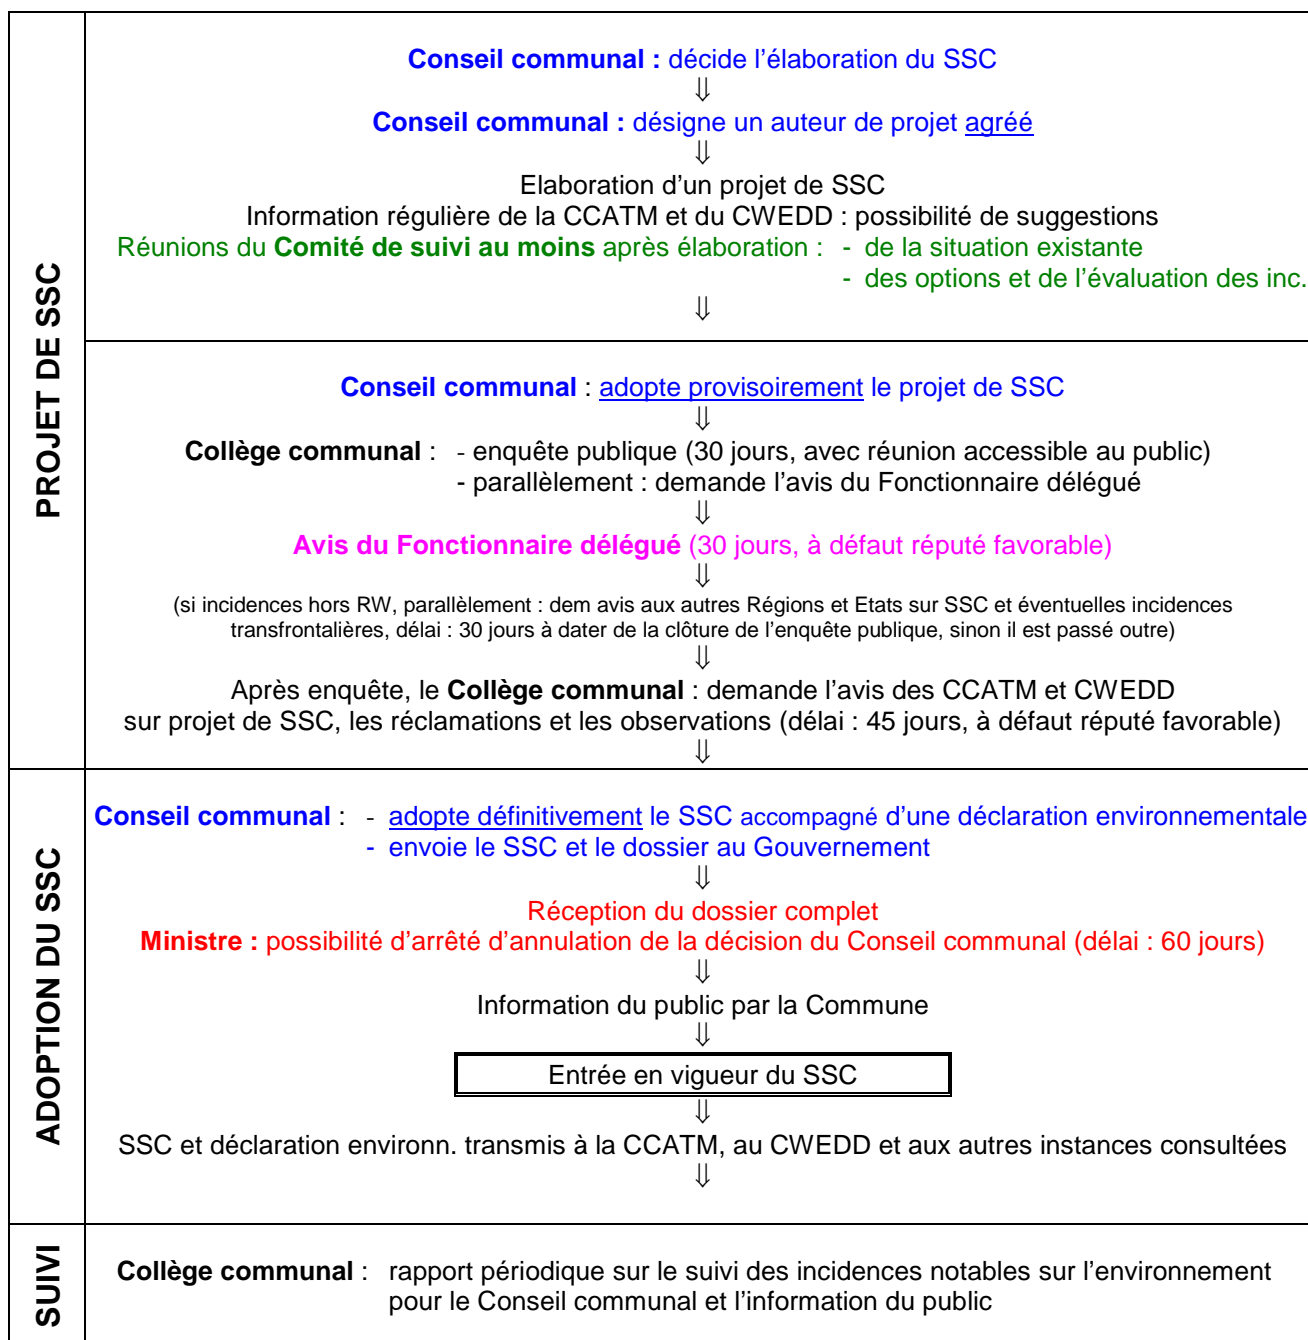 PROJET DE SSC
Conseil communal : décide l’élaboration du SSC
⇓
Conseil communal : désigne un auteur de projet agréé
⇓
Elaboration d’un projet de SSC
Information régulière de la CCATM et du CWEDD : possibilité de suggestions
Réunions du Comité de suivi au moins après élaboration : - de la situation existante
- des options et de l’évaluation des inc.
⇓
Conseil communal : adopte provisoirement le projet de SSC
⇓
Collège communal : - enquête publique (30 jours, avec réunion accessible au public)
- parallèlement : demande l’avis du Fonctionnaire délégué
⇓
Avis du Fonctionnaire délégué (30 jours, à défaut réputé favorable)
⇓
(si incidences hors RW, parallèlement : dem avis aux autres Régions et Etats sur SSC et éventuelles incidences
transfrontalières, délai : 30 jours à dater de la clôture de l’enquête publique, sinon il est passé outre)
⇓
Après enquête, le Collège communal : demande l’avis des CCATM et CWEDD
sur projet de SSC, les réclamations et les observations (délai : 45 jours, à défaut réputé favorable)
⇓
ADOPTION DU SSC
Conseil communal : - adopte définitivement le SSC accompagné d’une déclaration environnementale
- envoie le SSC et le dossier au Gouvernement
⇓
Réception du dossier complet
Ministre : possibilité d’arrêté d’annulation de la décision du Conseil communal (délai : 60 jours)
⇓
Information du public par la Commune
⇓
Entrée en vigueur du SSC
⇓
SSC et déclaration environn. transmis à la CCATM, au CWEDD et aux autres instances consultées
⇓
SUIVI
Collège communal : rapport périodique sur le suivi des incidences notables sur l’environnement
pour le Conseil communal et l’information du public